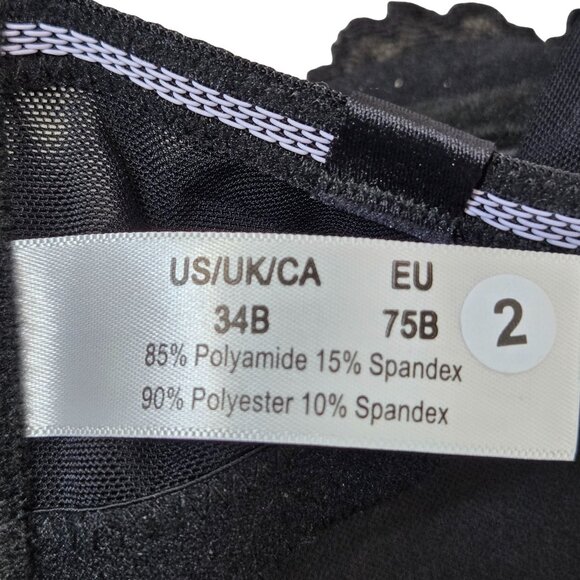 US/UK/CA EU
34B 75B 2
85% Polyamide 15% Spandex
90% Polyester 10% Spandex